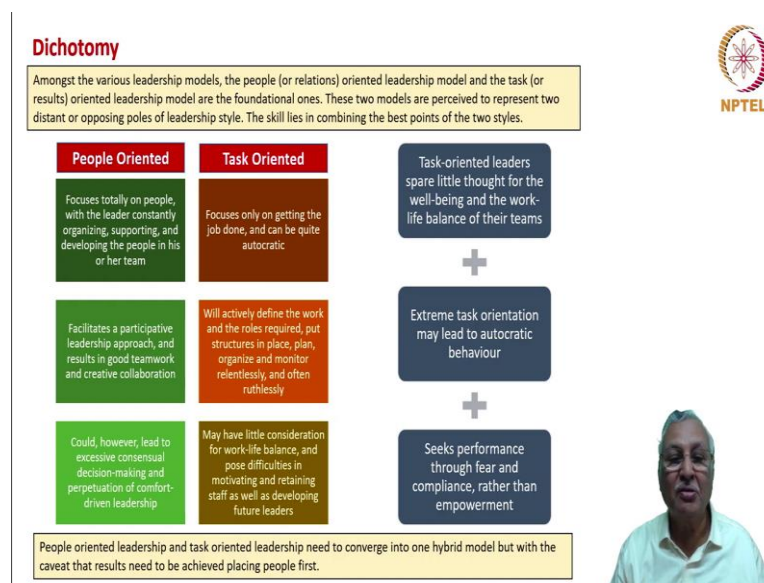 Dichotomy
Amongst the various leadership models, the people (or relations) oriented leadership model and the task (or
results) oriented leadership model are the foundational ones. These two models are perceived to represent two
distant or opposing poles of leadership style. The skill lies in combining the best points of the two styles.
NPTEL
People Oriented
Focuses totally on people,
with the leader constantly
organizing, supporting, and
developing the people in his
or her team
Facilitates a participative
leadership approach, and
results in good teamwork
and creative collaboration
Could, however, lead to
excessive consensual
decision-making and
perpetuation of comfort-
driven leadership
Task Oriented
Focuses only on getting the
job done, and can be quite
autocratic
Will actively define the work
and the roles required, put
structures in place, plan,
organize and monitor
relentlessly, and often
ruthlessly
May have little consideration
for work-life balance, and
pose difficulties in
motivating and retaining
staff as well as developing
future leaders
Task-oriented leaders
spare little thought for the
well-being and the work-
life balance of their teams
Extreme task orientation
may lead to autocratic
behaviour
Seeks performance
through fear and
compliance, rather than
empowerment
People oriented leadership and task oriented leadership need to converge into one hybrid model but with the
caveat that results need to be achieved placing people first.